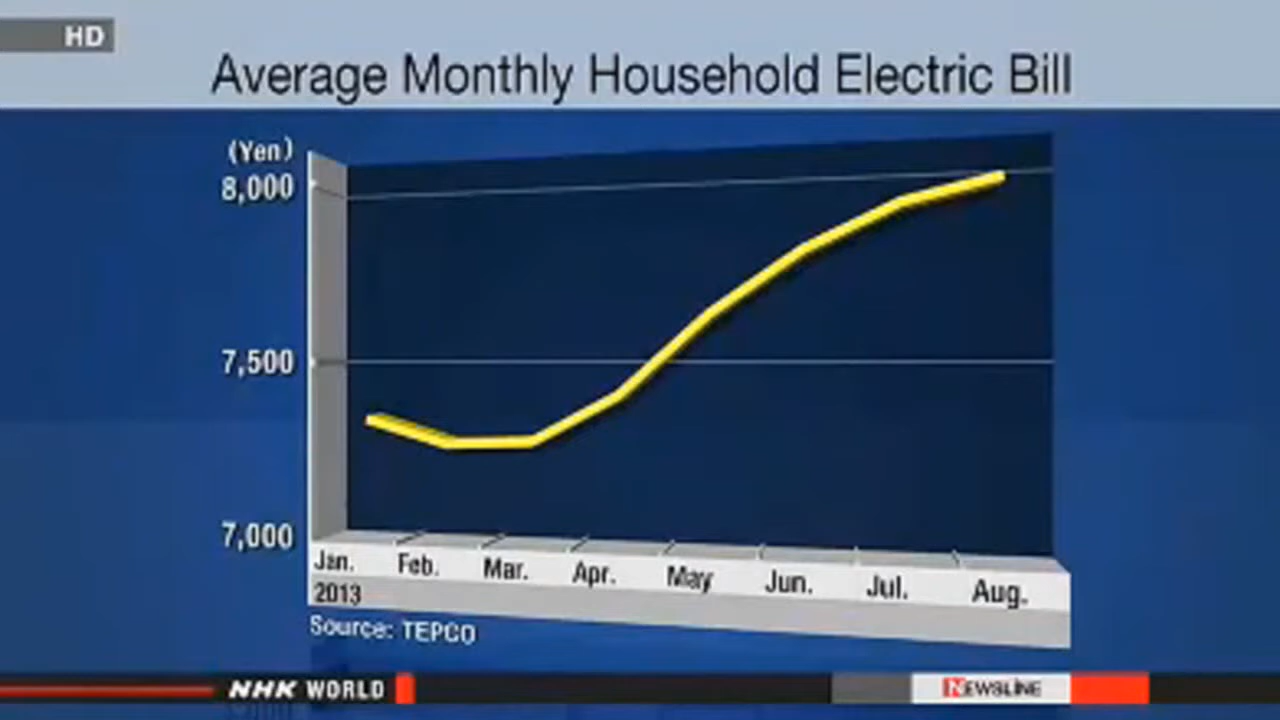 HD
Average Monthly Household Electric Bill
(Yen)
8,000
7,500
7,000
Jan. Feb. Mar. Apr. May Jun. Jul. Aug.
2013
Source: TEPCO
NHK WORLD
NEWSLINE